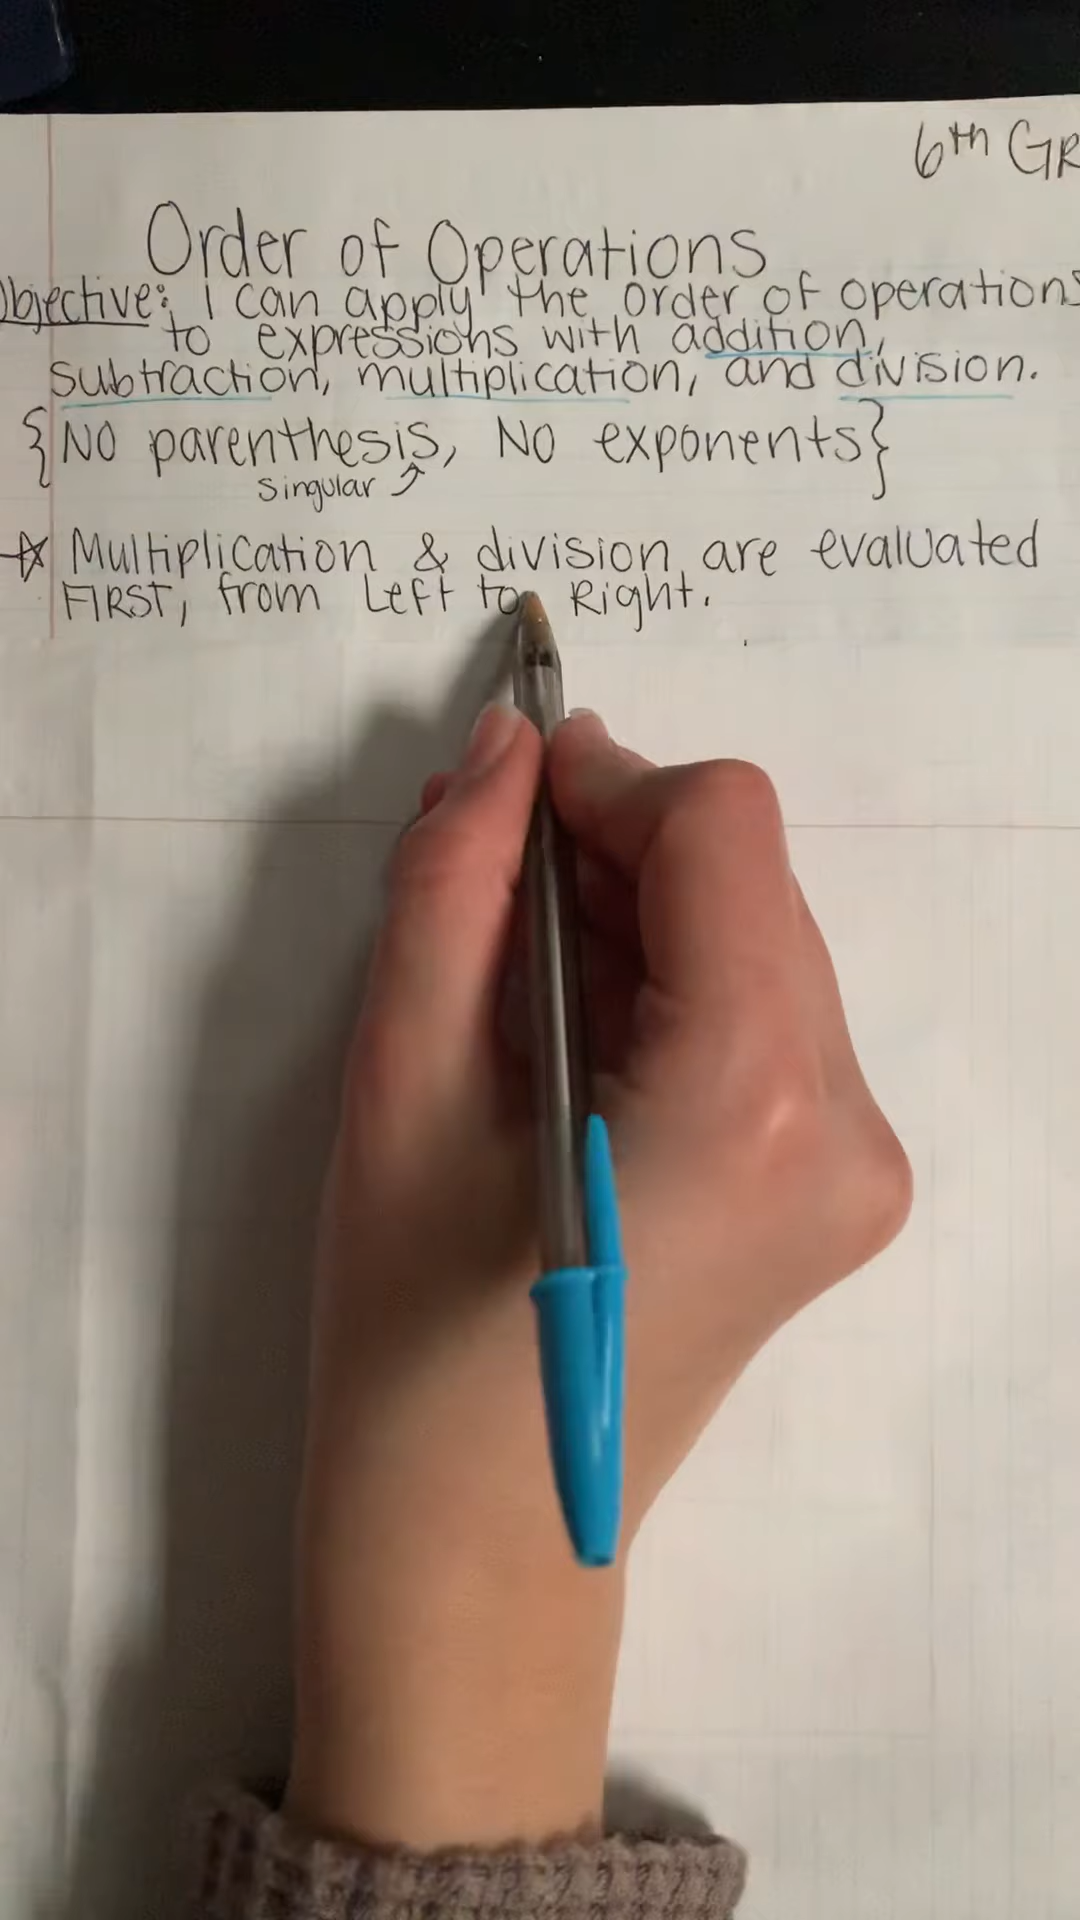 6th GR
Order of Operations
Objective: I can apply the order of operations
to expressions with addition,
subtraction, multiplication, and division.
{NO parenthesis, NO exponents}
singular
☆ Multiplication & division are evaluated
FIRST, from Left to Right.